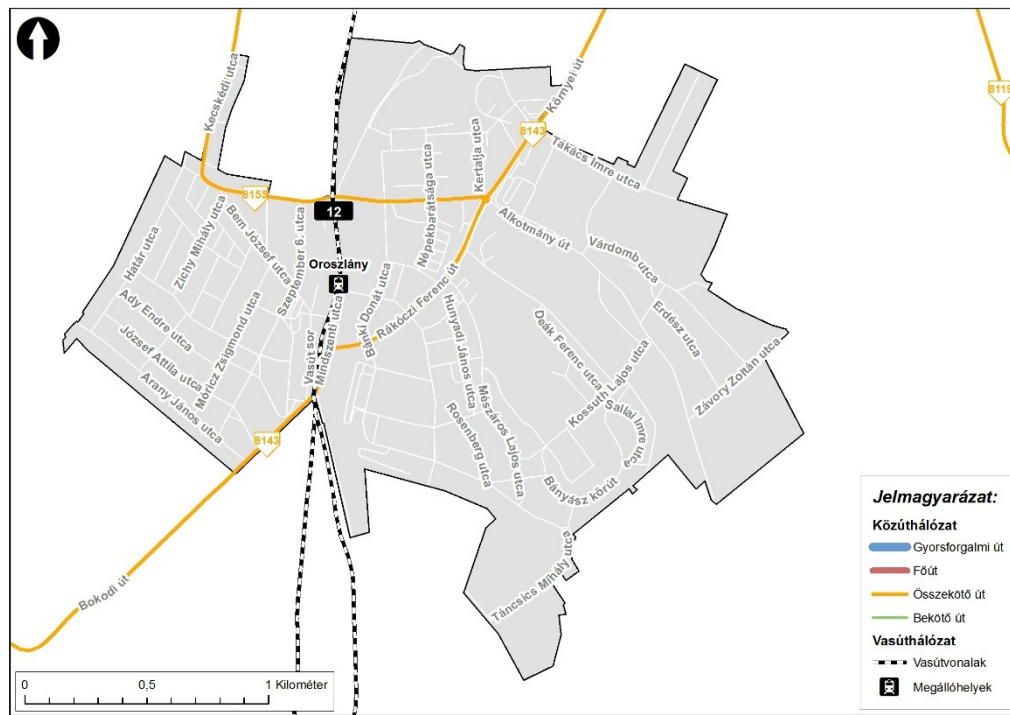 Kecskédi utca
Környei út
8119
8143
Takács Imre utca
Kertalja utca
Népekbarátsága utca
8155
12
Alkotmány út
Várdomb utca
Határ utca
Zichy Mihály utca
Bem József utca
Szeptember 6. utca
Oroszlány
Bánki Donát utca
Rákóczi Ferenc út
Hunyadi János utca
Deák Ferenc utca
Erdész utca
Závory Zoltán utca
Ady Endre utca
József Attila utca
Arany János utca
Móricz Zsigmond utca
Vasút sor
Mindszenti utca
Kossuth Lajos utca
Sallai Imre utca
Mészáros Lajos utca
Rosenberg utca
Bányász körút
8143
Táncsics Mihály utca
Bokodi út
0 0,5 1 Kilométer
Jelmagyarázat:
Közúthálózat
Gyorsforgalmi út
Főút
Összekötő út
Bekötő út
Vasúthálózat
Vasútvonalak
Megállóhelyek